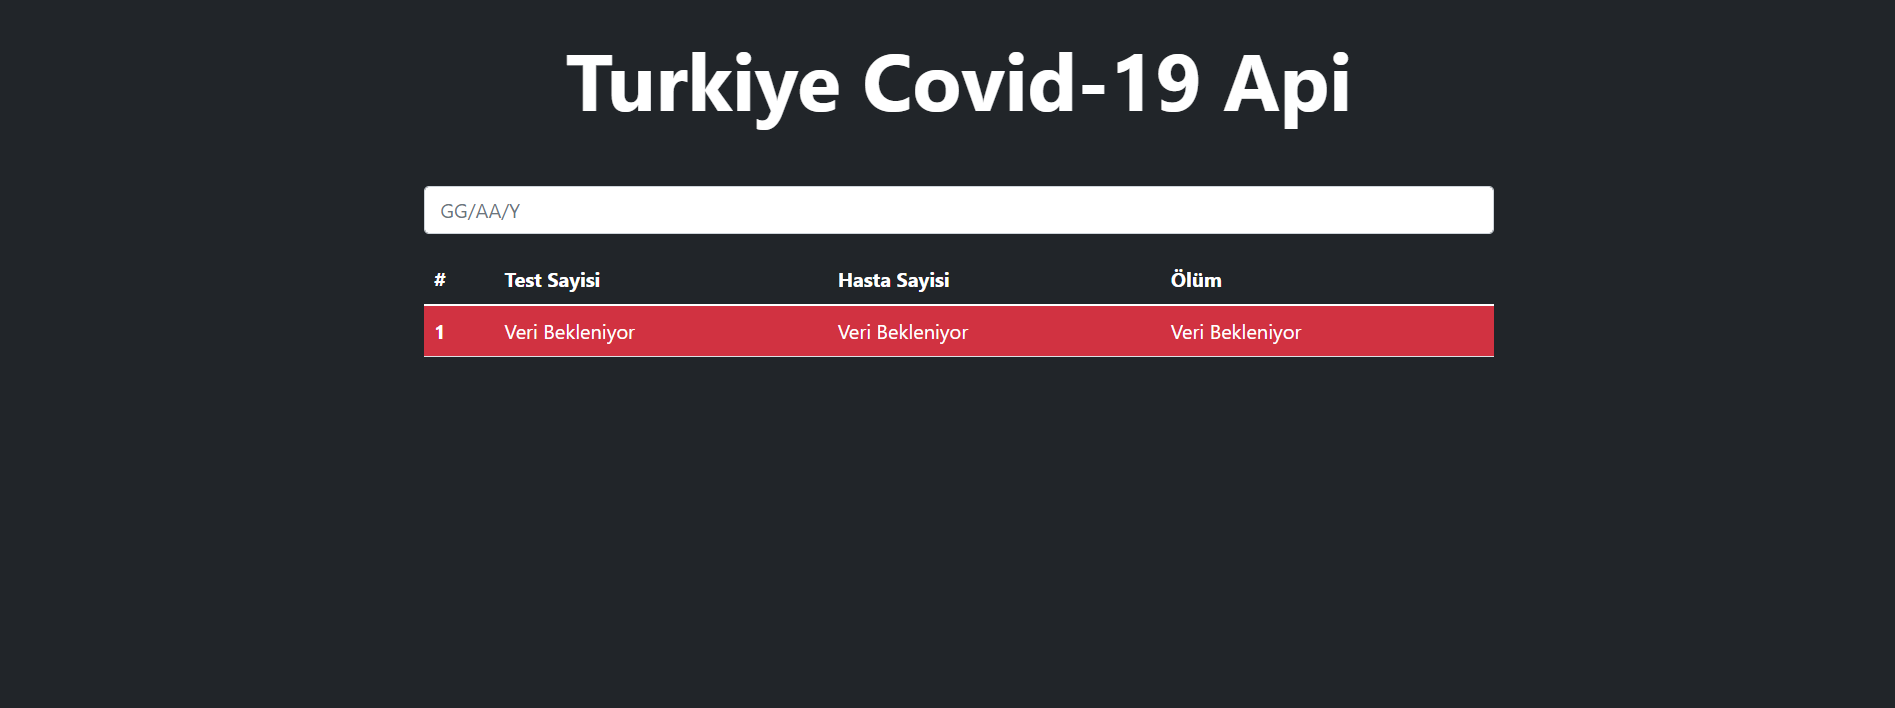 Turkiye Covid-19 Api
GG/AA/Y
# Test Sayisi Hasta Sayisi Ölüm
1 Veri Bekleniyor Veri Bekleniyor Veri Bekleniyor